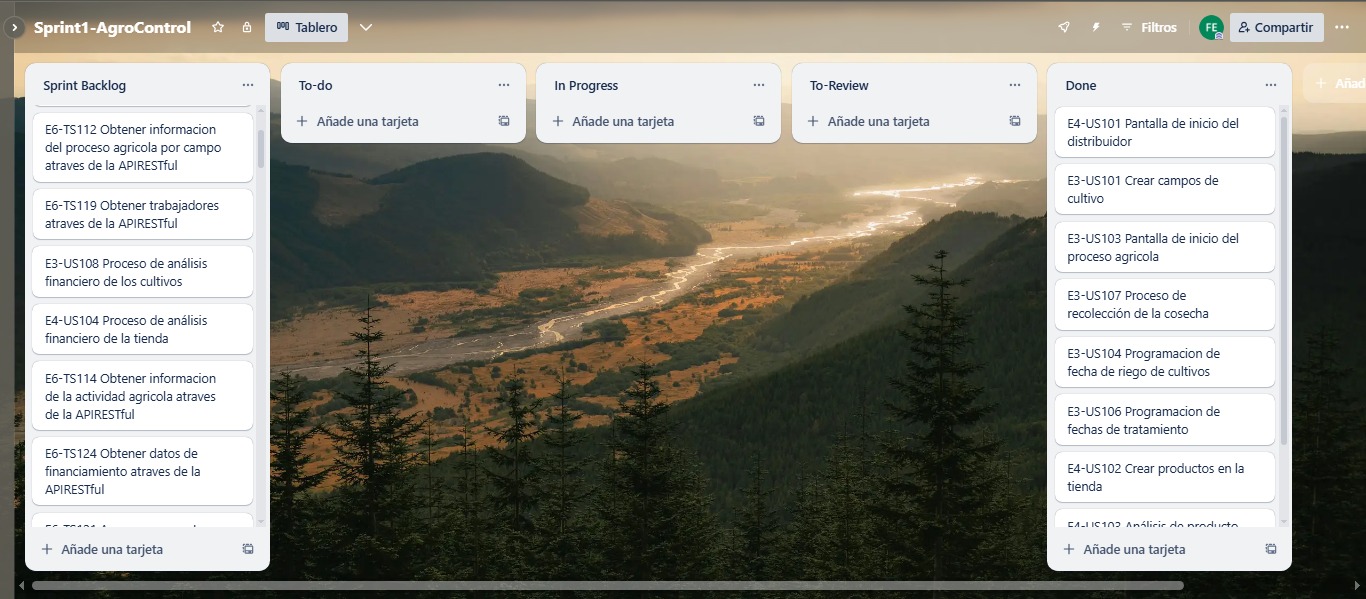 Sprint1-AgroControl
Tablero
Filtros
FE
Compartir
Sprint Backlog
E6-TS112 Obtener informacion
del proceso agricola por campo
atraves de la APIRESTful
E6-TS119 Obtener trabajadores
atraves de la APIRESTful
E3-US108 Proceso de análisis
financiero de los cultivos
E4-US104 Proceso de análisis
financiero de la tienda
E6-TS114 Obtener informacion
de la actividad agricola atraves
de la APIRESTful
E6-TS124 Obtener datos de
financiamiento atraves de la
APIRESTful
Añade una tarjeta
To-do
Añade una tarjeta
In Progress
Añade una tarjeta
To-Review
Añade una tarjeta
Done
E4-US101 Pantalla de inicio del
distribuidor
E3-US101 Crear campos de
cultivo
E3-US103 Pantalla de inicio del
proceso agricola
E3-US107 Proceso de
recolección de la cosecha
E3-US104 Programacion de
fecha de riego de cultivos
E3-US106 Programacion de
fechas de tratamiento
E4-US102 Crear productos en la
tienda
E4-US103 Análisis de producto
Añade una tarjeta
Añad